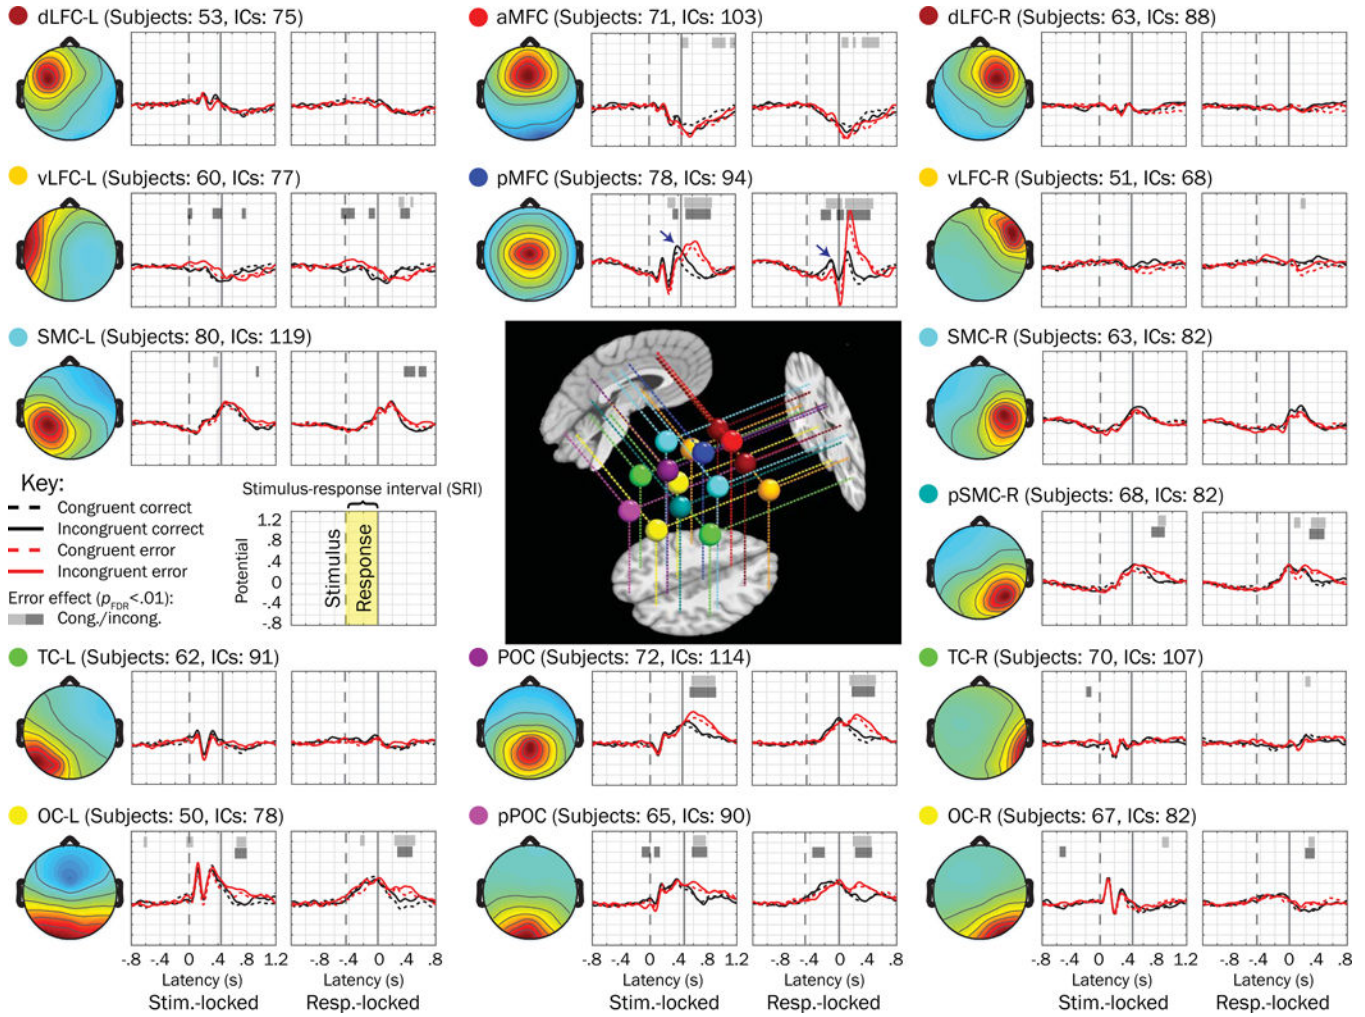 dLFC-L (Subjects: 53, ICs: 75)
aMFC (Subjects: 71, ICs: 103)
dLFC-R (Subjects: 63, ICs: 88)
vLFC-L (Subjects: 60, ICs: 77)
pMFC (Subjects: 78, ICs: 94)
vLFC-R (Subjects: 51, ICs: 68)
SMC-L (Subjects: 80, ICs: 119)
SMC-R (Subjects: 63, ICs: 82)
Key:
Congruent correct
Incongruent correct
Congruent error
Incongruent error
Error effect (pFDR<.01):
Cong./incong.
Stimulus-response interval (SRI)
Potential
1.2
.8
.4
0
-.4
-.8
Stimulus
Response
pSMC-R (Subjects: 68, ICs: 82)
TC-L (Subjects: 62, ICs: 91)
POC (Subjects: 72, ICs: 114)
TC-R (Subjects: 70, ICs: 107)
OC-L (Subjects: 50, ICs: 78)
pPOC (Subjects: 65, ICs: 90)
OC-R (Subjects: 67, ICs: 82)
-.8 -.4 0 .4 .8 1.2 -.8 -.4 0 .4 .8
Latency (s) Latency (s)
Stim.-locked Resp.-locked
-.8 -.4 0 .4 .8 1.2 -.8 -.4 0 .4 .8
Latency (s) Latency (s)
Stim.-locked Resp.-locked
-.8 -.4 0 .4 .8 1.2 -.8 -.4 0 .4 .8
Latency (s) Latency (s)
Stim.-locked Resp.-locked